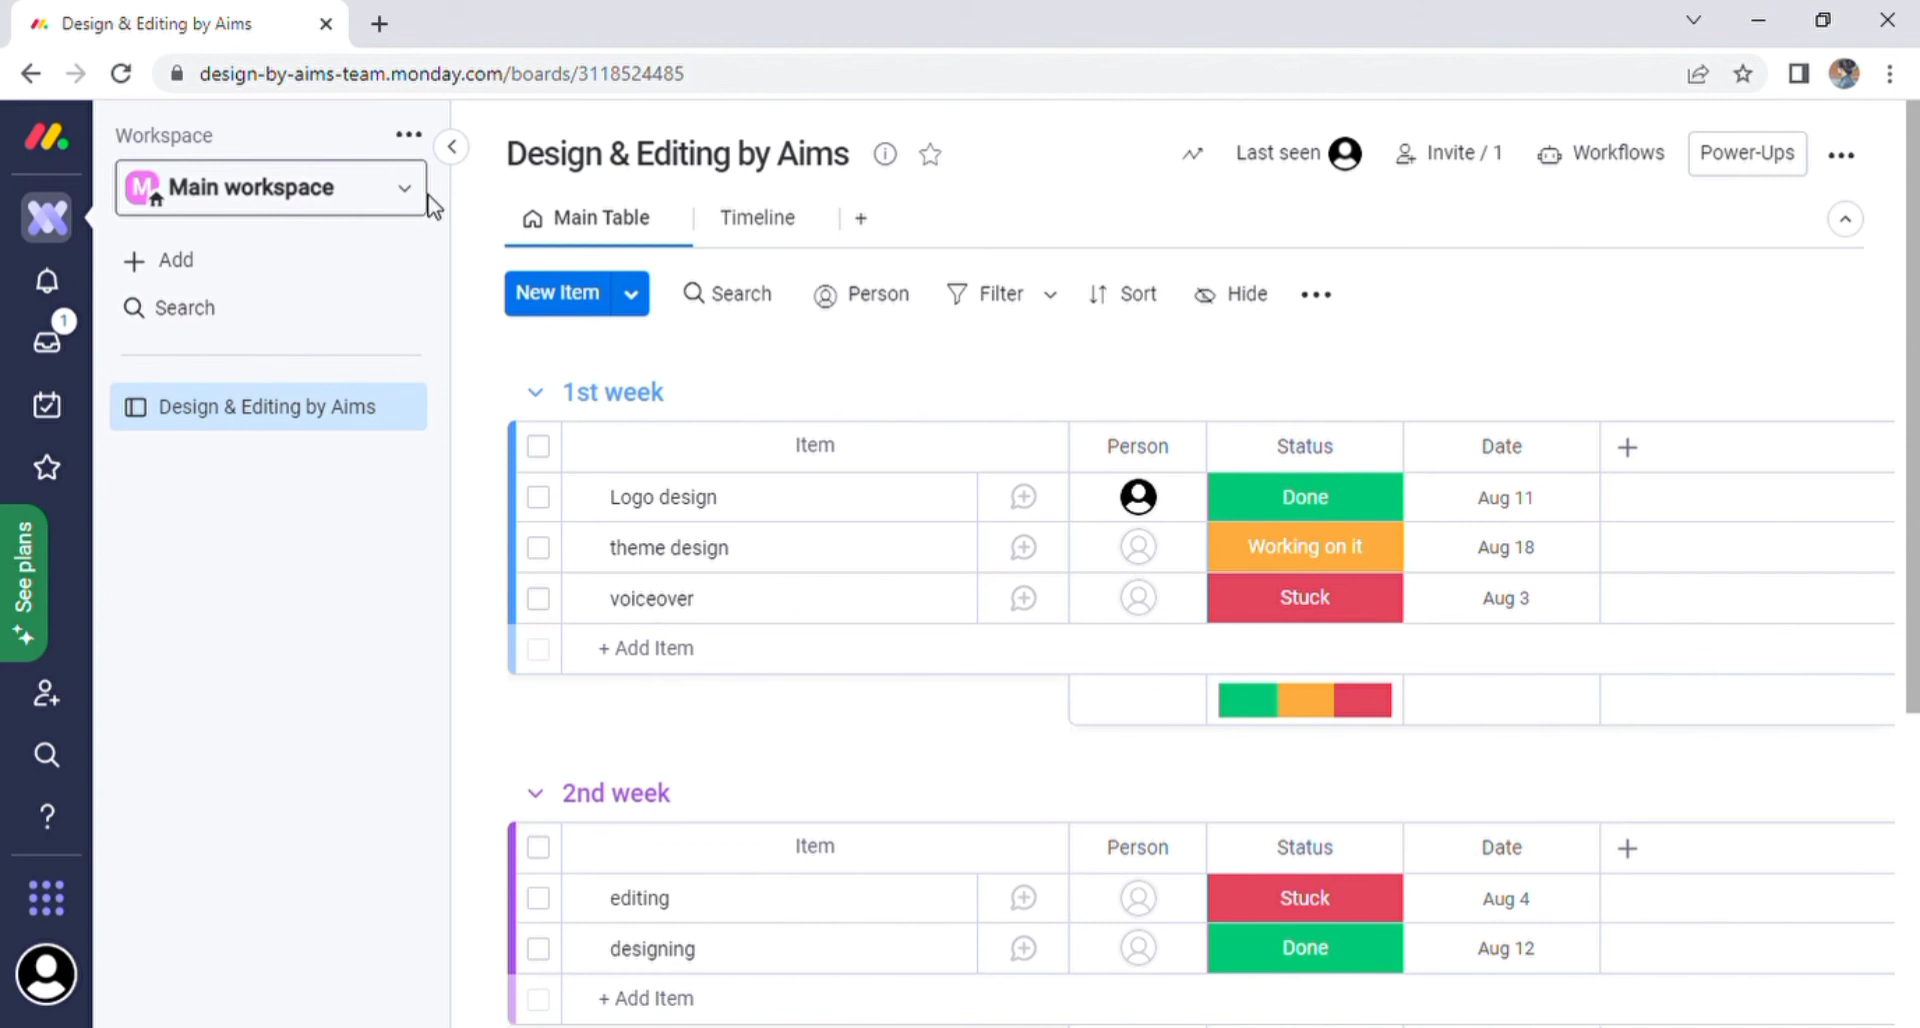 Design & Editing by Aims
design-by-aims-team.monday.com/boards/3118524485
Workspace
M Main workspace
Add
Search
Design & Editing by Aims
1
See plans
Design & Editing by Aims
Last seen
Invite / 1
Workflows
Power-Ups
Main Table
Timeline
New Item
Search
Person
Filter
Sort
Hide
1st week
Item Person Status Date
Logo design Done Aug 11
theme design Working on it Aug 18
voiceover Stuck Aug 3
+ Add Item
2nd week
Item Person Status Date
editing Stuck Aug 4
designing Done Aug 12
+ Add Item